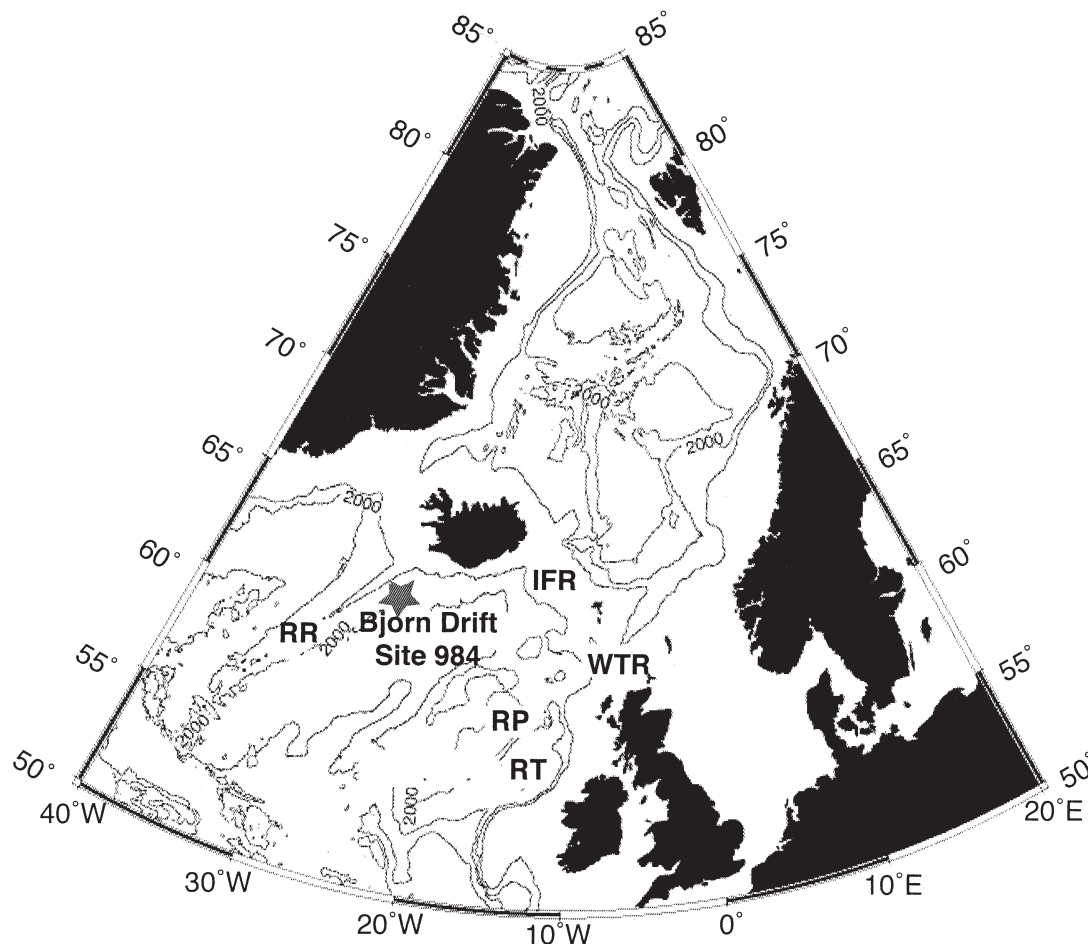 85° 85°
2000
80° 80°
75° 75°
70° 70°
2000
2000
65° 65°
2000
60° 60°
IFR
Bjorn Drift
Site 984
RR
2000
WTR
55° 55°
RP
2000
RT
50° 50°
2000
40°W 20°E
30°W 10°E
20°W 10°W 0°